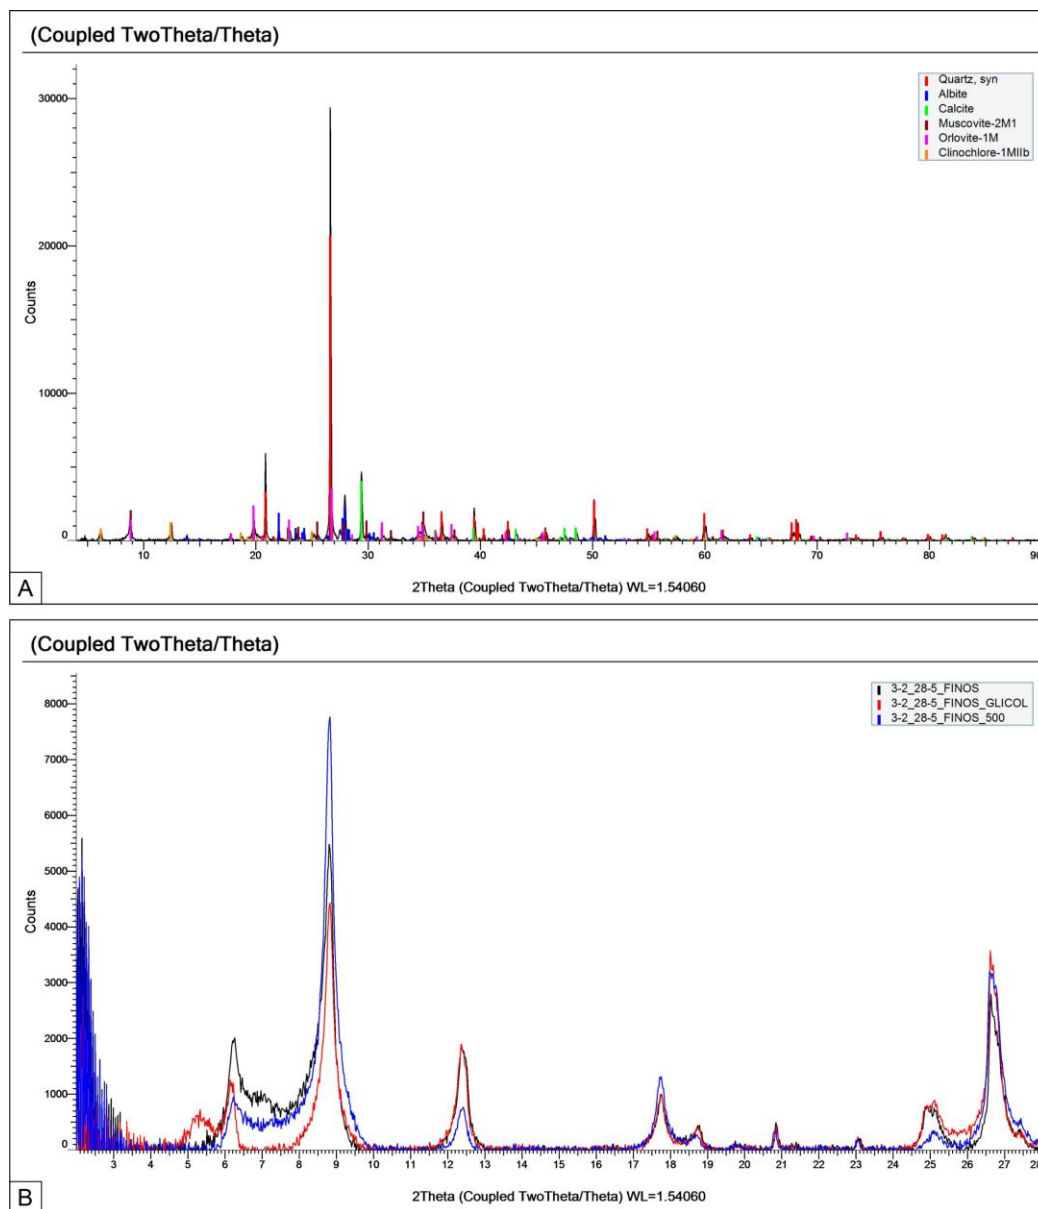 (Coupled TwoTheta/Theta)
Quartz, syn
Albite
Calcite
Muscovite-2M1
Orlovite-1M
Clinochlore-1MIIb
30000
20000
10000
0
Counts
10 20 30 40 50 60 70 80 90
2Theta (Coupled TwoTheta/Theta) WL=1.54060
A
(Coupled TwoTheta/Theta)
3-2_28-5_FINOS
3-2_28-5_FINOS_GLICOL
3-2_28-5_FINOS_500
8000
7000
6000
5000
4000
3000
2000
1000
0
Counts
3 4 5 6 7 8 9 10 11 12 13 14 15 16 17 18 19 20 21 22 23 24 25 26 27 28
2Theta (Coupled TwoTheta/Theta) WL=1.54060
B